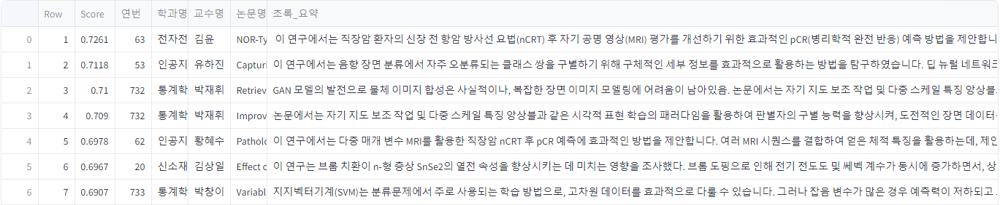 Row Score 연번 학과명 교수명 논문명 초록_요약
0 1 0.7261 63 전자전 김윤 NOR-Ty 이 연구에서는 직장암 환자의 신장 전 항암 방사선 요법(nCRT) 후 자기 공명 영상(MRI) 평가를 개선하기 위한 효과적인 pCR(병리학적 완전 반응) 예측 방법을 제안합니
1 2 0.7118 53 인공지 유하진 Capturi 이 연구에서는 음향 장면 분류에서 자주 오분류되는 클래스 쌍을 구별하기 위해 구체적인 세부 정보를 효과적으로 활용하는 방법을 탐구하였습니다. 딥 뉴럴 네트워크
2 3 0.71 732 통계학 박재휘 Retriev GAN 모델의 발전으로 물체 이미지 합성은 사실적이나, 복잡한 장면 이미지 모델링에 어려움이 남아있음. 논문에서는 자기 지도 보조 작업 및 다중 스케일 특징 앙상블
3 4 0.709 732 통계학 박재휘 Improv 논문에서는 자기 지도 보조 작업 및 다중 스케일 특징 앙상블과 같은 시각적 표현 학습의 패러다임을 활용하여 판별자의 구별 능력을 향상시켜, 도전적인 장면 데이터
4 5 0.6978 62 인공지 황혜수 Patholo 이 연구에서는 다중 매개 변수 MRI를 활용한 직장암 nCRT 후 pCR 예측에 효과적인 방법을 제안합니다. 여러 MRI 시퀀스를 결합하여 얻은 체적 특징을 활용하는데, 제안
5 6 0.6967 20 신소재 김상일 Effect o 이 연구는 브롬 치환이 n-형 층상 SnSe2의 열전 속성을 향상시키는 데 미치는 영향을 조사했다. 브롬 도핑으로 인해 전기 전도도 및 쎄벡 계수가 동시에 증가하면서, 상
6 7 0.6907 733 통계학 박창이 Variabl 지지벡터기계(SVM)는 분류문제에서 주로 사용되는 학습 방법으로, 고차원 데이터를 효과적으로 다룰 수 있습니다. 그러나 잡음 변수가 많은 경우 예측력이 저하되고